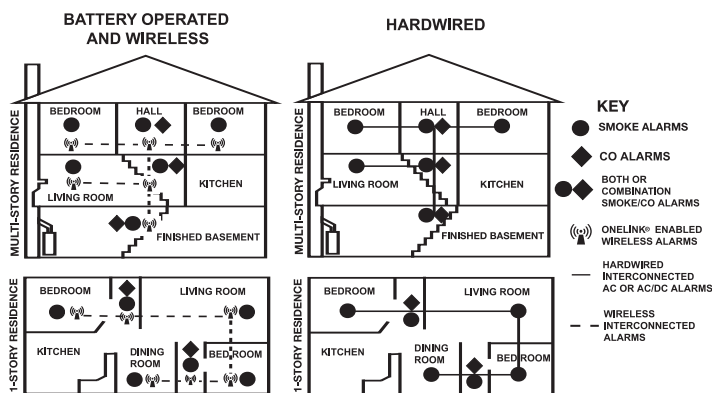 BATTERY OPERATED
AND WIRELESS
HARDWIRED
MULTI-STORY RESIDENCE
BEDROOM
HALL
BEDROOM
LIVING ROOM
KITCHEN
FINISHED BASEMENT
MULTI-STORY RESIDENCE
BEDROOM
HALL
BEDROOM
LIVING ROOM
KITCHEN
FINISHED BASEMENT
1-STORY RESIDENCE
BEDROOM
LIVING ROOM
KITCHEN
DINING
ROOM
BEDROOM
1-STORY RESIDENCE
BEDROOM
LIVING ROOM
KITCHEN
DINING
ROOM
BEDROOM
KEY
SMOKE ALARMS
CO ALARMS
BOTH OR
COMBINATION
SMOKE/CO ALARMS
ONELINK® ENABLED
WIRELESS ALARMS
HARDWIRED
INTERCONNECTED
AC OR AC/DC ALARMS
WIRELESS
INTERCONNECTED
ALARMS